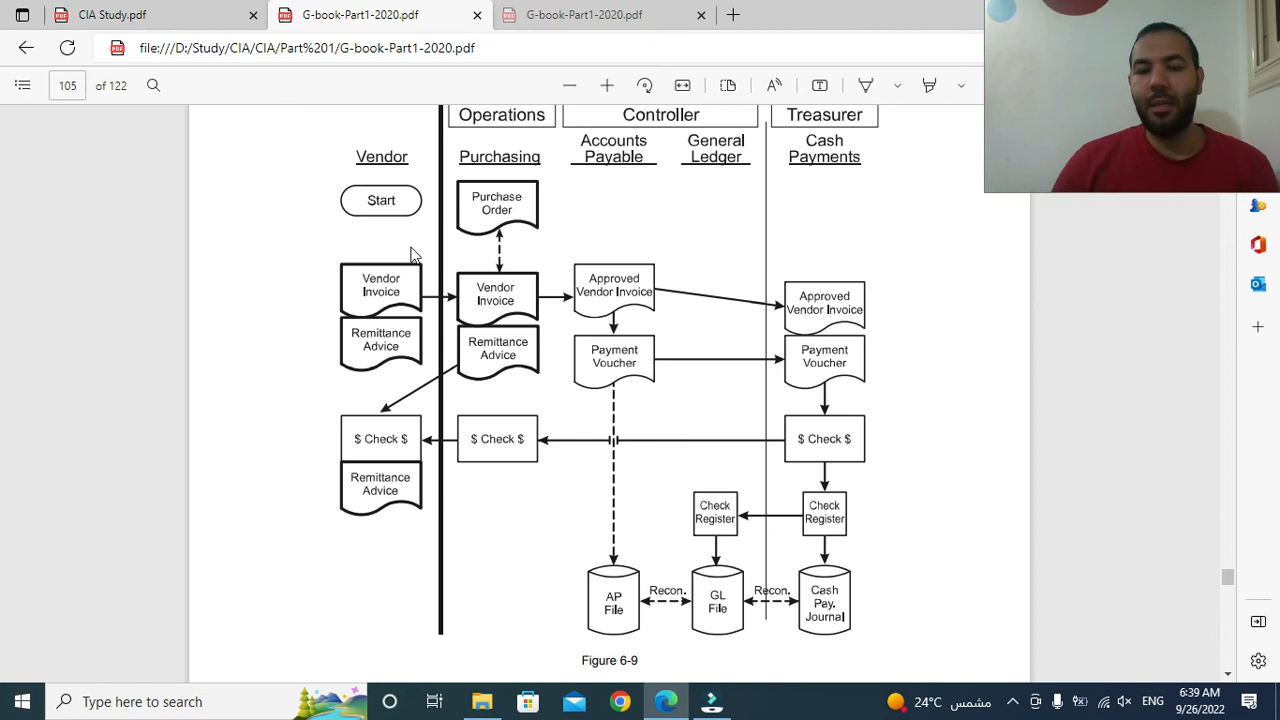 CIA Study.pdf
G-book-Part1-2020.pdf
G-book-Part1-2020.pdf
file:///D:/Study/CIA/CIA/Part%201/G-book-Part1-2020.pdf
105 of 122
Operations
Controller
Treasurer
Vendor
Purchasing
Accounts
Payable
General
Ledger
Cash
Payments
Start
Purchase
Order
Vendor
Invoice
Remittance
Advice
Vendor
Invoice
Remittance
Advice
Approved
Vendor Invoice
Payment
Voucher
Approved
Vendor Invoice
Payment
Voucher
$ Check $
Remittance
Advice
$ Check $
$ Check $
Check
Register
Check
Register
AP
File
Recon.
GL
File
Recon.
Cash
Pay.
Journal
Figure 6-9
Type here to search
24°C مشمس
ENG
6:39 AM
9/26/2022